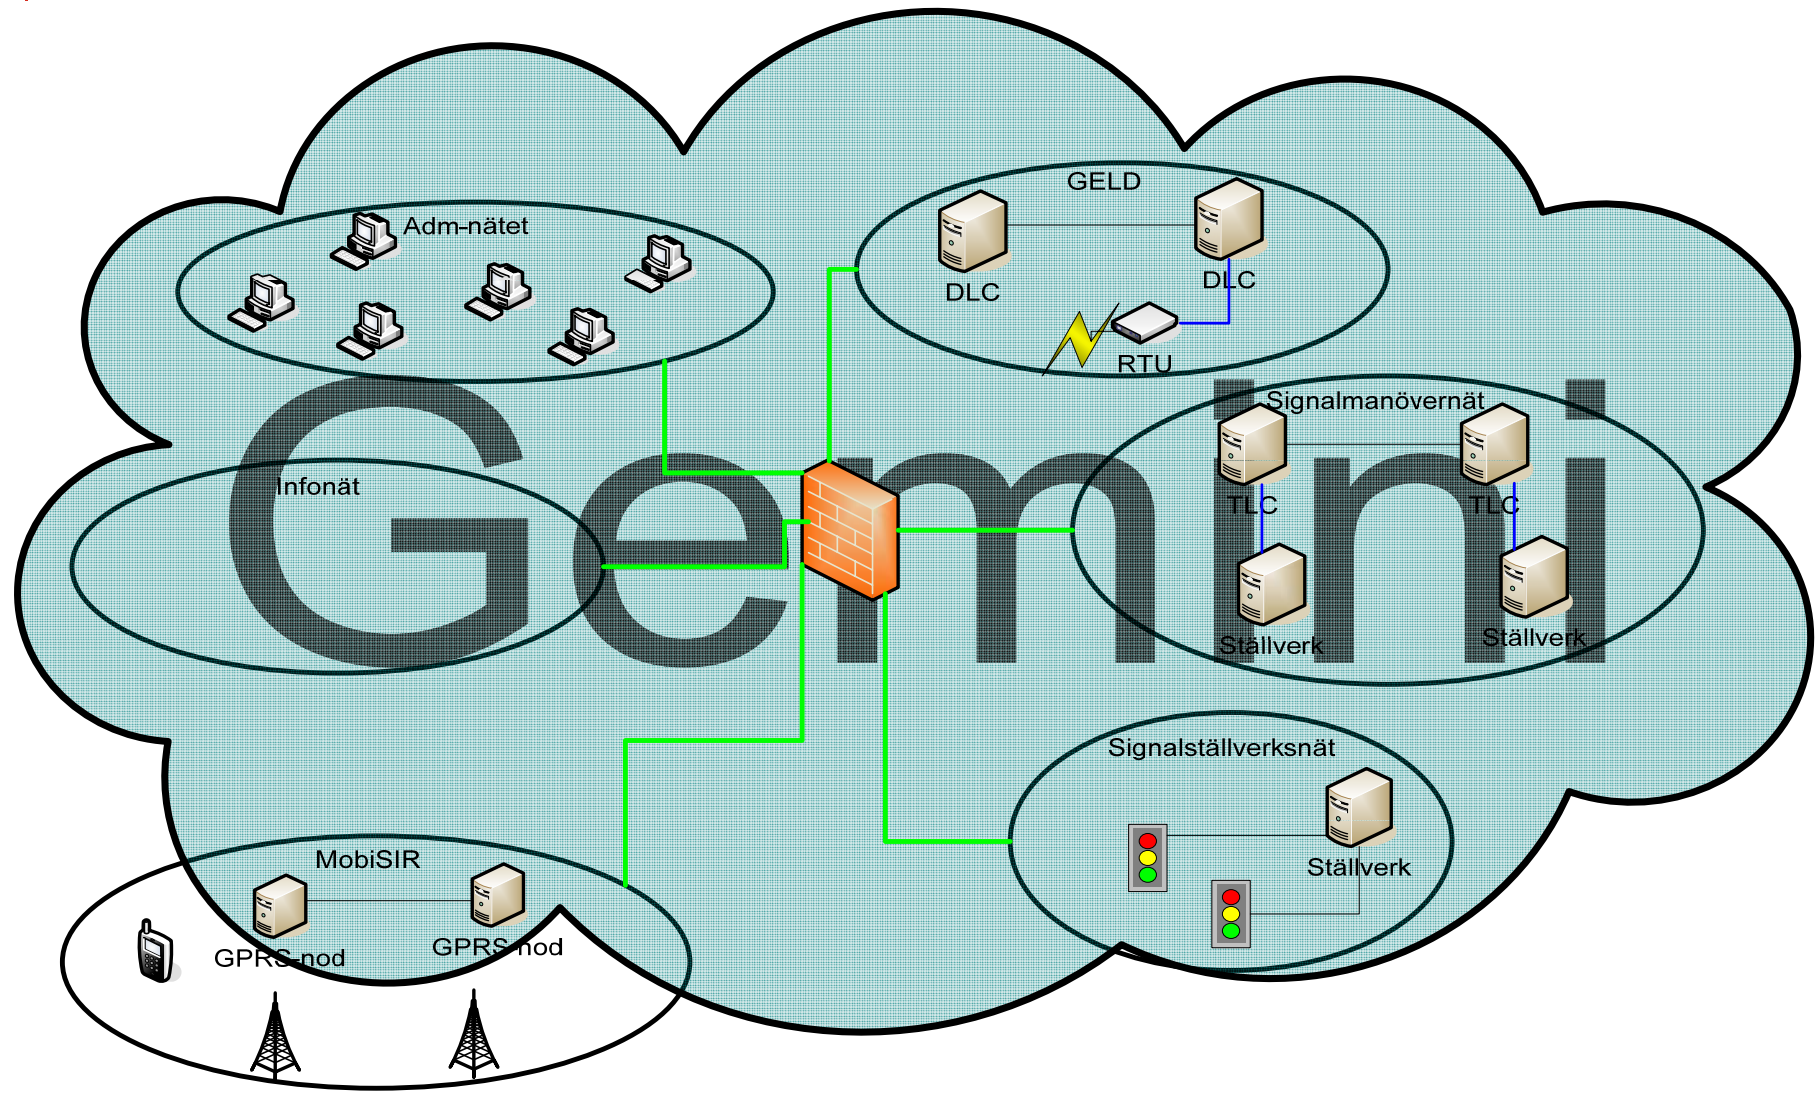 GELD
Adm-nätet
DLC
DLC
RTU
Signalmanövernät
Gemini
Infonät
TLC
TLC
Ställverk
Ställverk
Signalställverksnät
MobiSIR
Ställverk
GPRS-nod
GPRS-nod